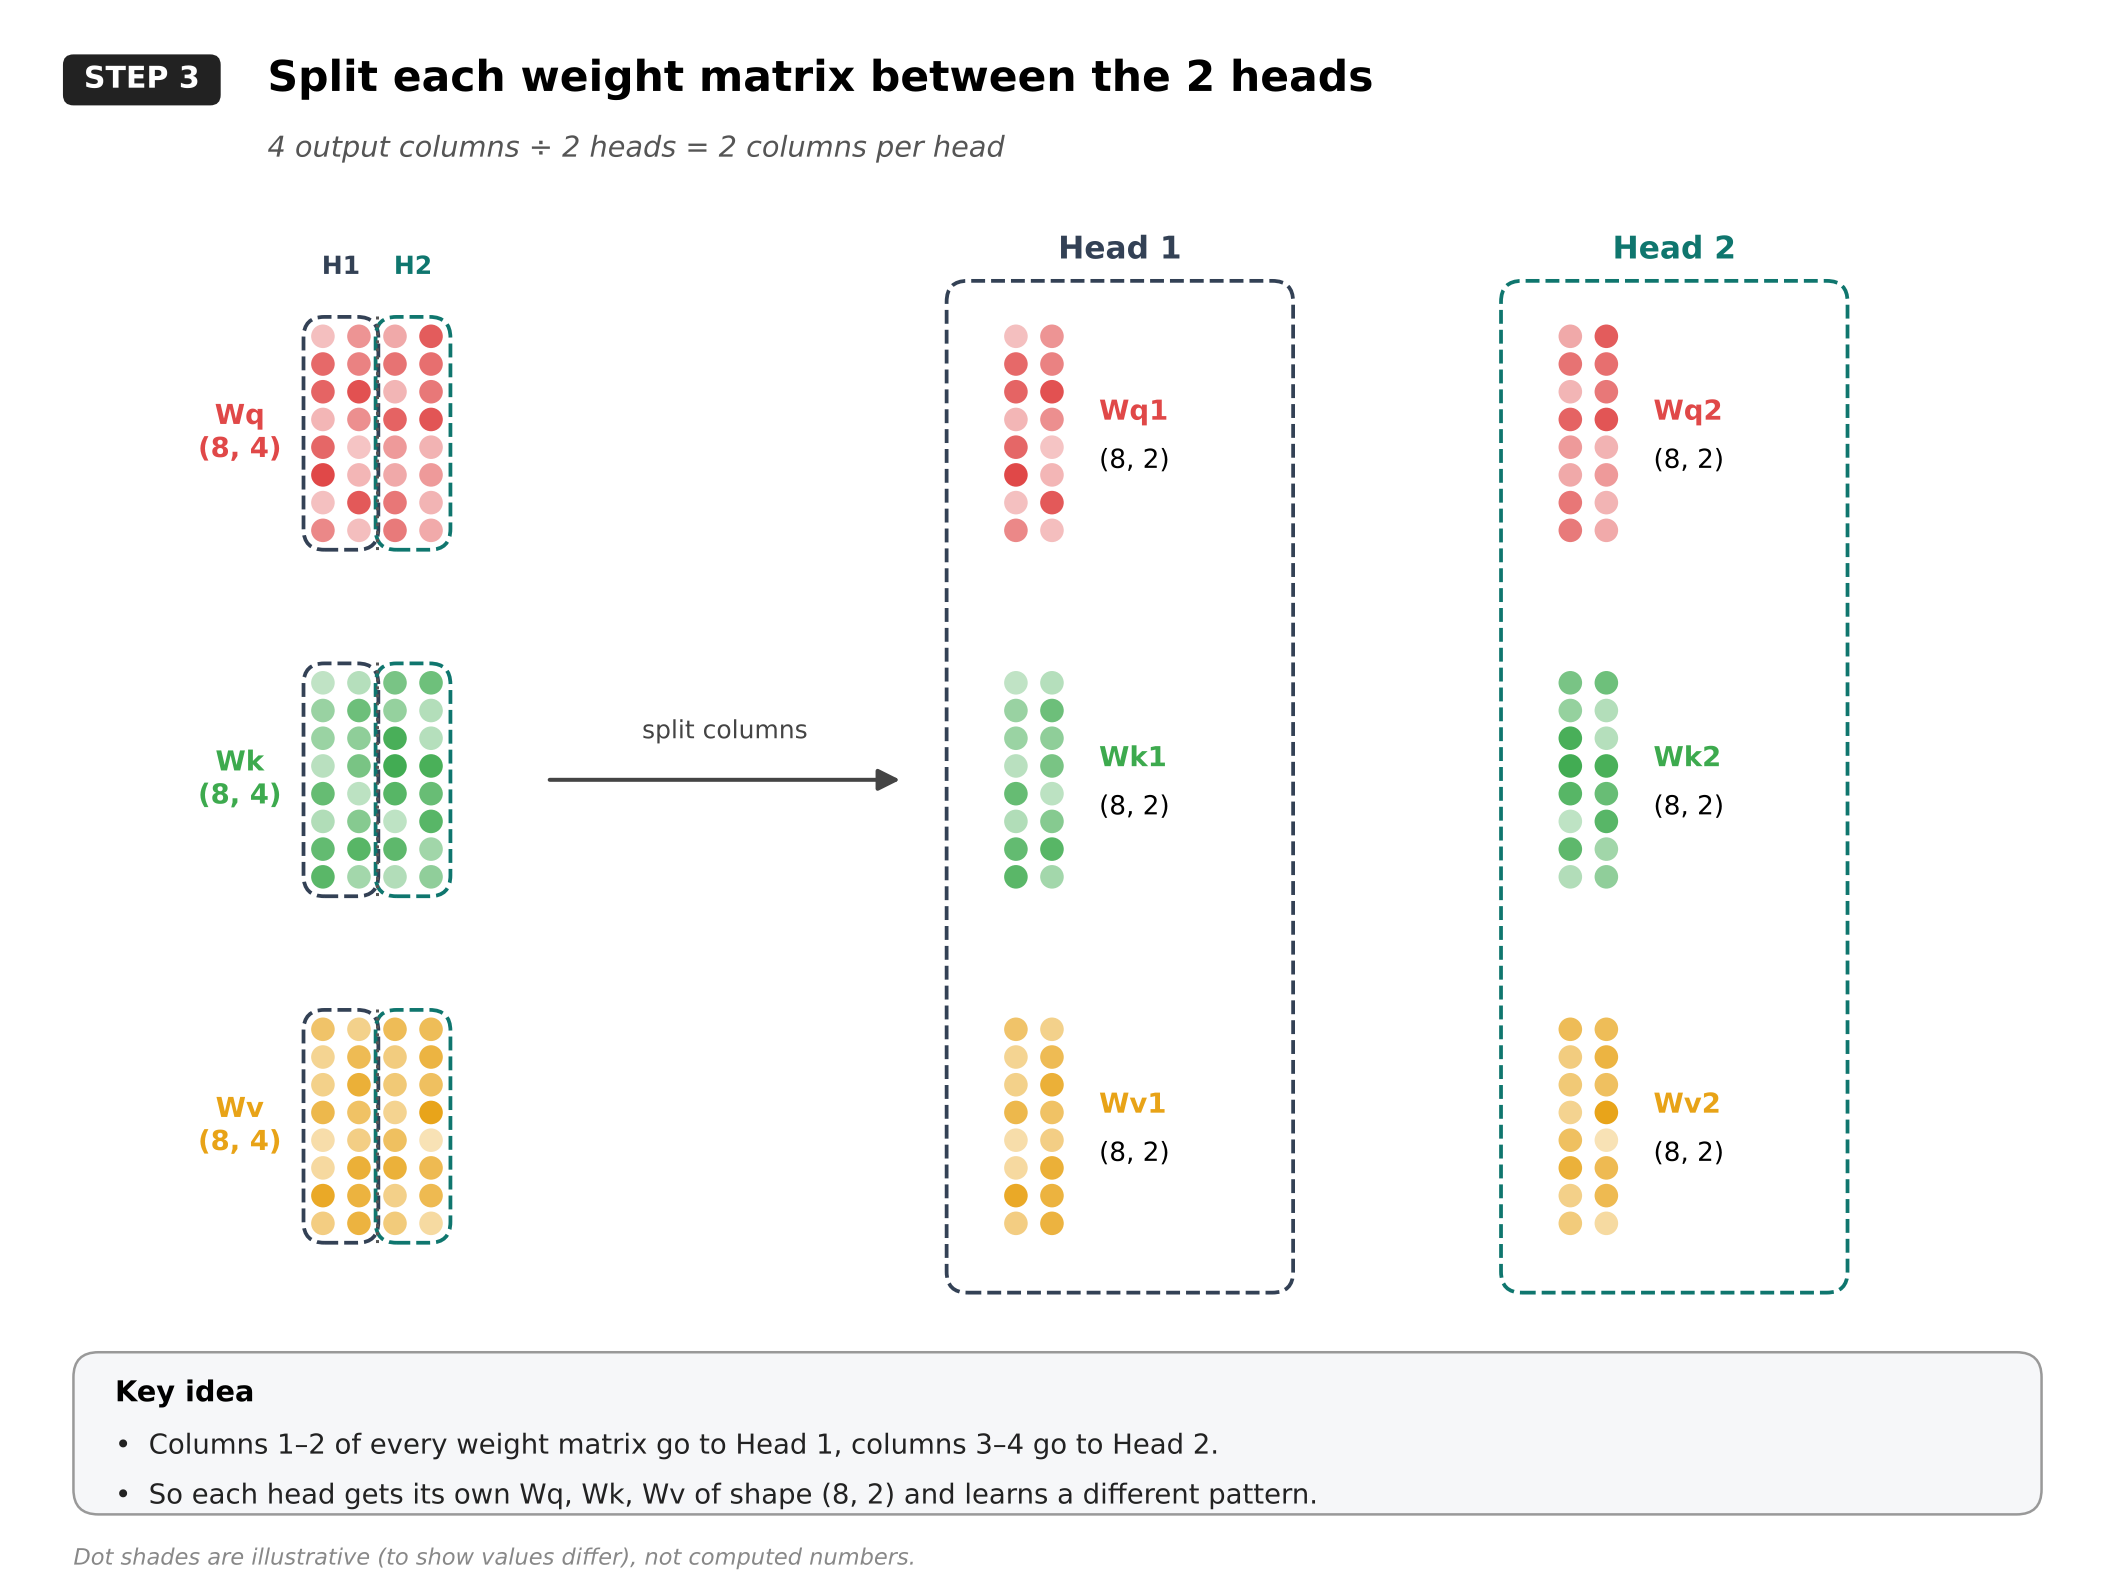 STEP 3
Split each weight matrix between the 2 heads
4 output columns ÷ 2 heads = 2 columns per head
H1 H2
Head 1
Head 2
Wq
(8, 4)
Wq1
(8, 2)
Wq2
(8, 2)
Wk
(8, 4)
split columns
Wk1
(8, 2)
Wk2
(8, 2)
Wv
(8, 4)
Wv1
(8, 2)
Wv2
(8, 2)
Key idea
• Columns 1–2 of every weight matrix go to Head 1, columns 3–4 go to Head 2.
• So each head gets its own Wq, Wk, Wv of shape (8, 2) and learns a different pattern.
Dot shades are illustrative (to show values differ), not computed numbers.